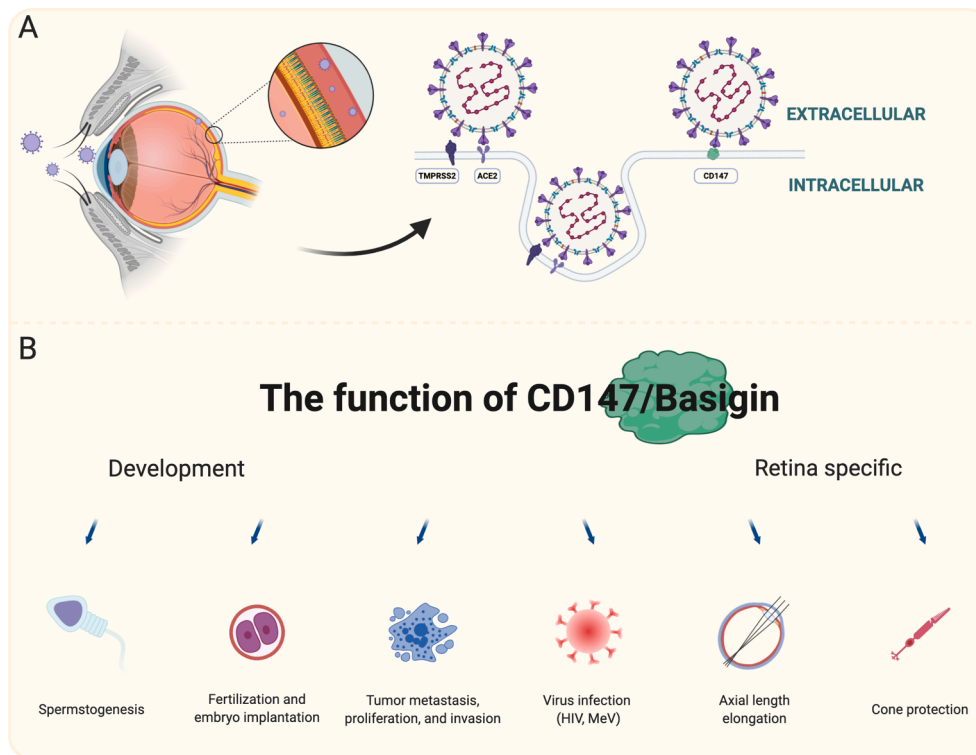 A
EXTRACELLULAR
TMPRSS2
ACE2
CD147
INTRACELLULAR
B
The function of CD147/Basigin
Development
Retina specific
Spermstogenesis
Fertilization and
embryo implantation
Tumor metastasis,
proliferation, and invasion
Virus infection
(HIV, MeV)
Axial length
elongation
Cone protection